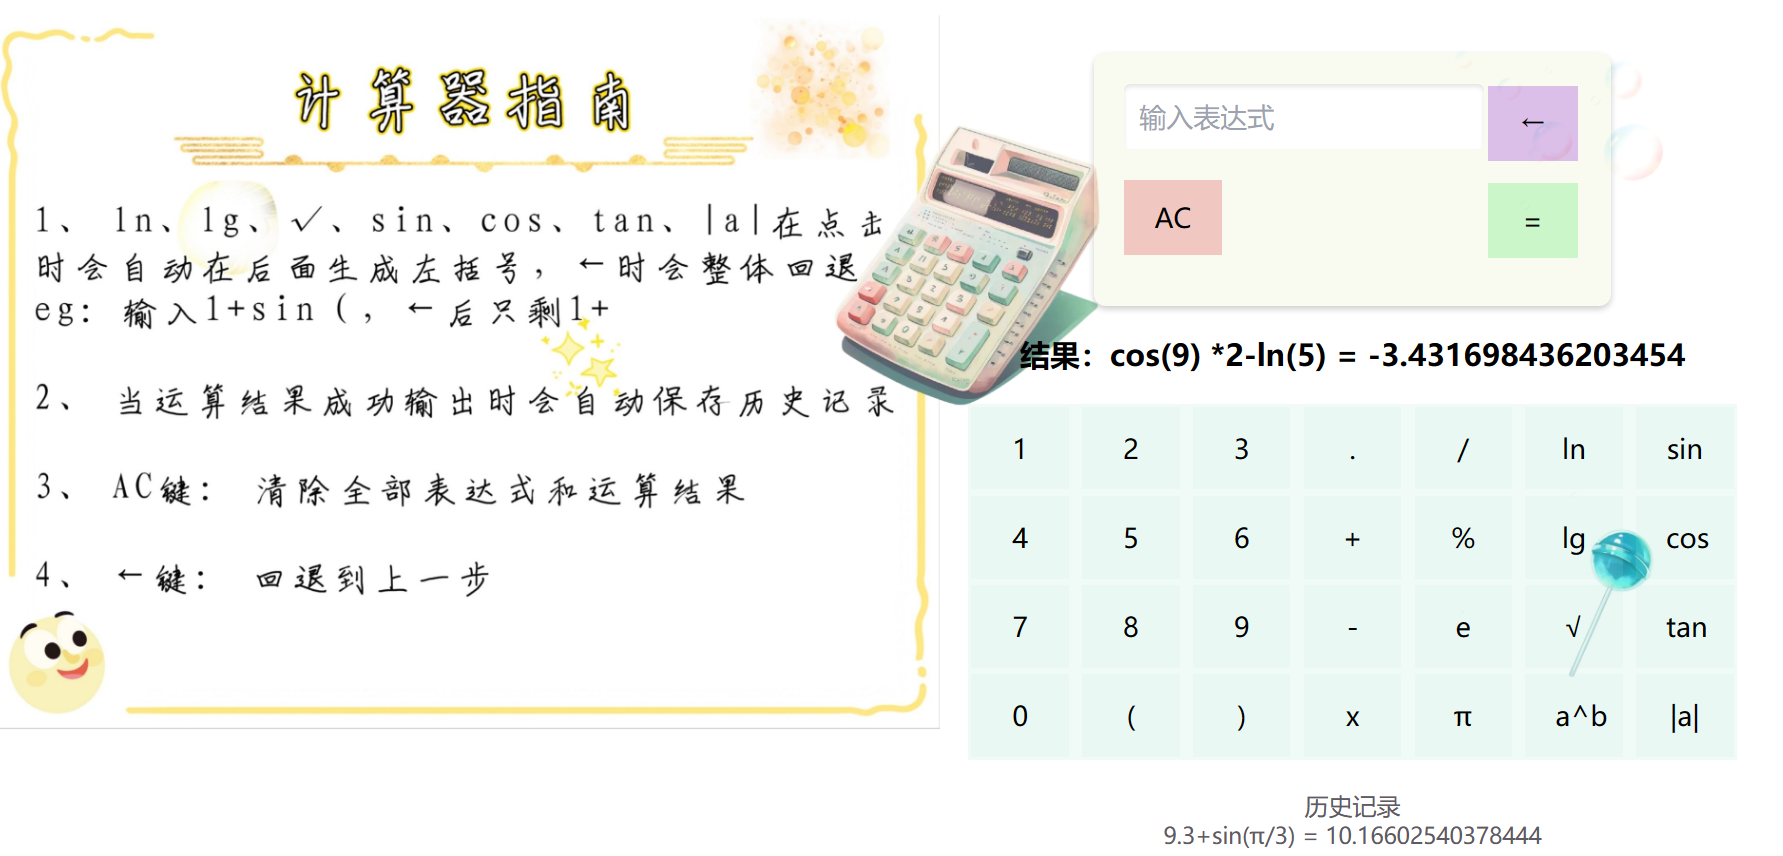 计算器指南
1、 ln、lg、√、sin、cos、tan、|a|在点击
时会自动在后面生成左括号，←时会整体回退
eg：输入1+sin(，←后只剩1+
2、 当运算结果成功输出时会自动保存历史记录
3、 AC键： 清除全部表达式和运算结果
4、 ←键： 回退到上一步
输入表达式
←
AC
=
结果：cos(9) *2-ln(5) = -3.431698436203454
1 2 3 . / ln sin
4 5 6 + % lg cos
7 8 9 - e √ tan
0 ( ) x π a^b |a|
历史记录
9.3+sin(π/3) = 10.16602540378444